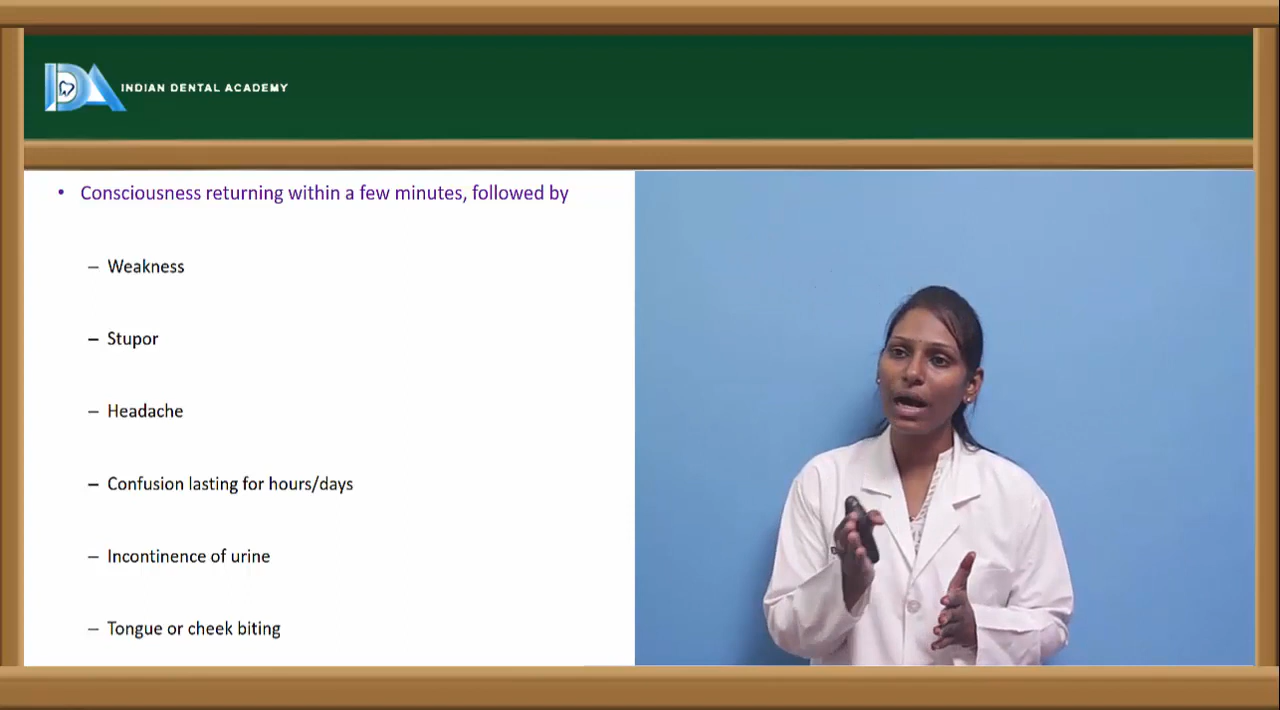 INDIAN DENTAL ACADEMY
• Consciousness returning within a few minutes, followed by
– Weakness
– Stupor
– Headache
– Confusion lasting for hours/days
– Incontinence of urine
– Tongue or cheek biting